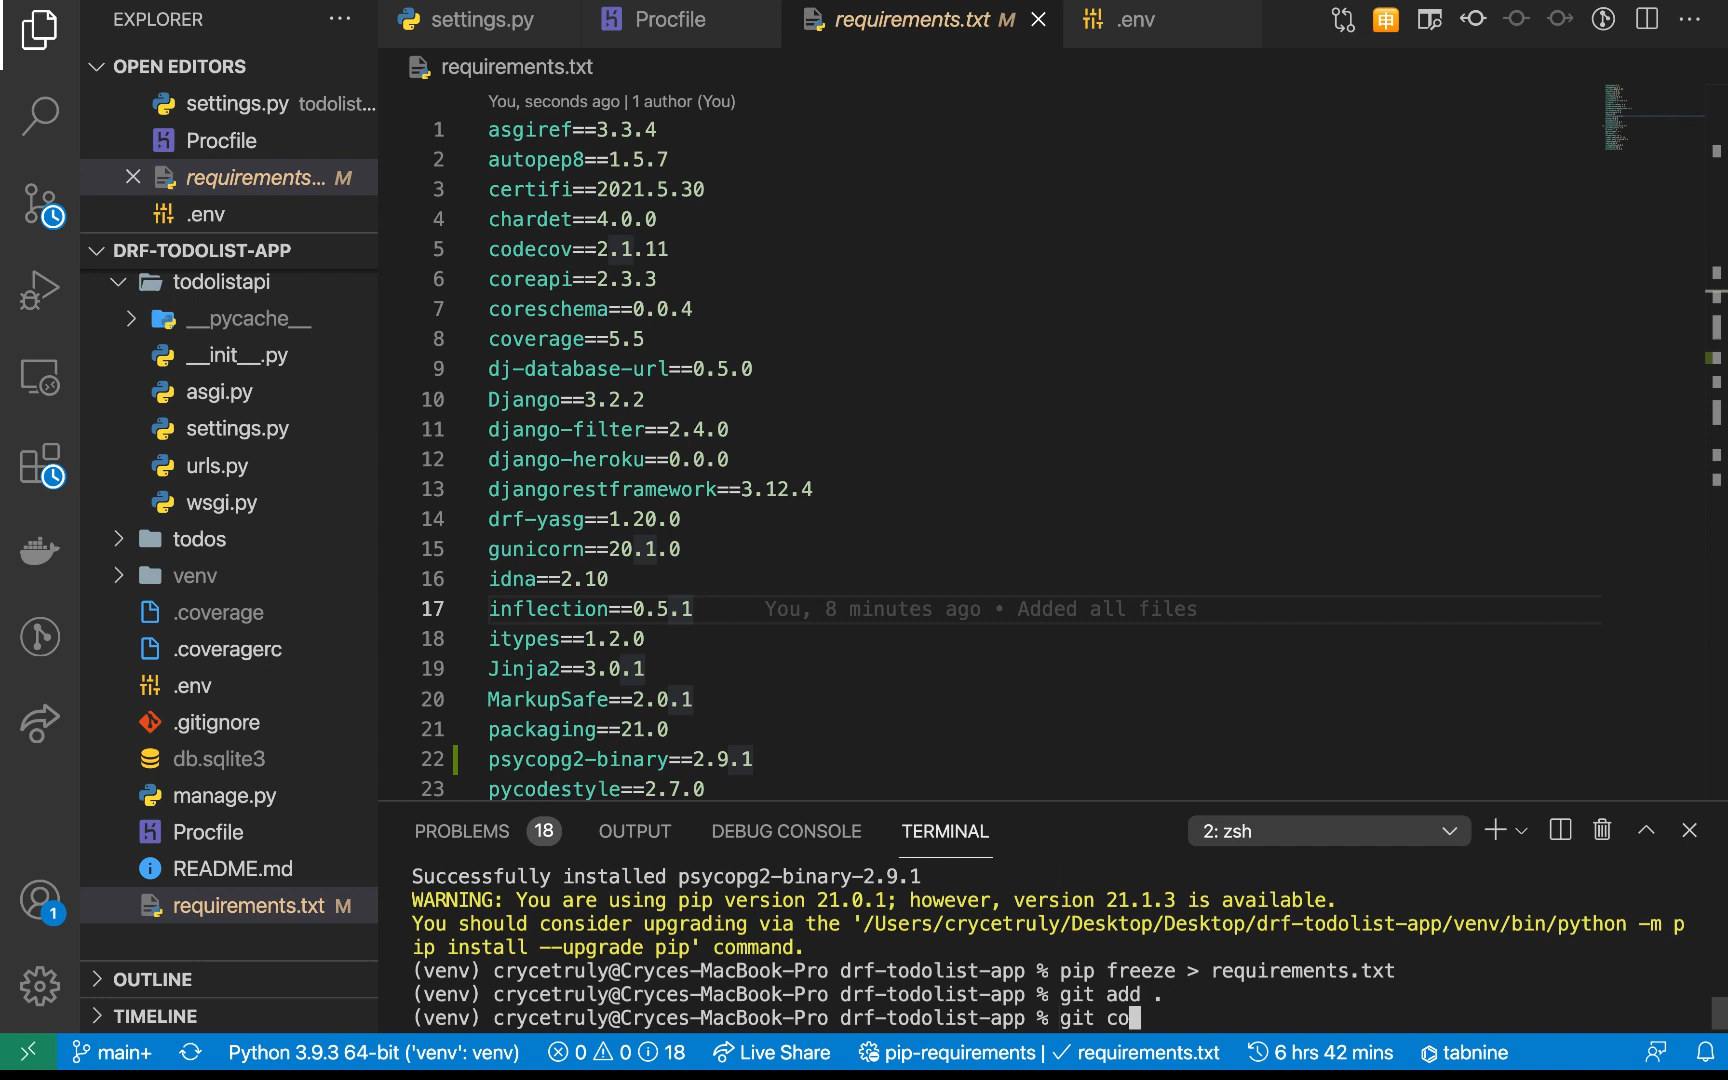 EXPLORER
OPEN EDITORS
settings.py todolist...
Procfile
requirements... M
.env
DRF-TODOLIST-APP
todolistapi
__pycache__
__init__.py
asgi.py
settings.py
urls.py
wsgi.py
todos
venv
.coverage
.coveragerc
.env
.gitignore
db.sqlite3
manage.py
Procfile
README.md
requirements.txt M
OUTLINE
TIMELINE
1
settings.py
Procfile
requirements.txt M
.env
requirements.txt
You, seconds ago | 1 author (You)
1 asgiref==3.3.4
2 autopep8==1.5.7
3 certifi==2021.5.30
4 chardet==4.0.0
5 codecov==2.1.11
6 coreapi==2.3.3
7 coreschema==0.0.4
8 coverage==5.5
9 dj-database-url==0.5.0
10 Django==3.2.2
11 django-filter==2.4.0
12 django-heroku==0.0.0
13 djangorestframework==3.12.4
14 drf-yasg==1.20.0
15 gunicorn==20.1.0
16 idna==2.10
17 inflection==0.5.1 You, 8 minutes ago • Added all files
18 itypes==1.2.0
19 Jinja2==3.0.1
20 MarkupSafe==2.0.1
21 packaging==21.0
22 psycopg2-binary==2.9.1
23 pycodestyle==2.7.0
PROBLEMS 18 OUTPUT DEBUG CONSOLE TERMINAL 2: zsh
Successfully installed psycopg2-binary-2.9.1
WARNING: You are using pip version 21.0.1; however, version 21.1.3 is available.
You should consider upgrading via the '/Users/crycetruly/Desktop/Desktop/drf-todolist-app/venv/bin/python -m p
ip install --upgrade pip' command.
(venv) crycetruly@Cryces-MacBook-Pro drf-todolist-app % pip freeze > requirements.txt
(venv) crycetruly@Cryces-MacBook-Pro drf-todolist-app % git add .
(venv) crycetruly@Cryces-MacBook-Pro drf-todolist-app % git co
main+ Python 3.9.3 64-bit ('venv': venv) 0 0 18 Live Share pip-requirements | ✓ requirements.txt 6 hrs 42 mins tabnine